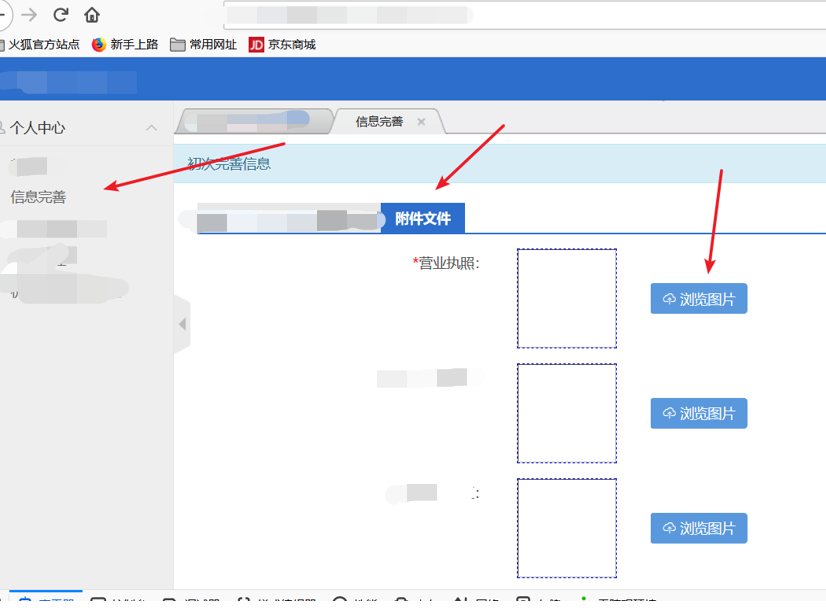 火狐官方站点 新手上路 常用网址 JD 京东商城
个人中心
信息完善
信息完善
初次完善信息
附件文件
*营业执照:
浏览图片
浏览图片
:
浏览图片